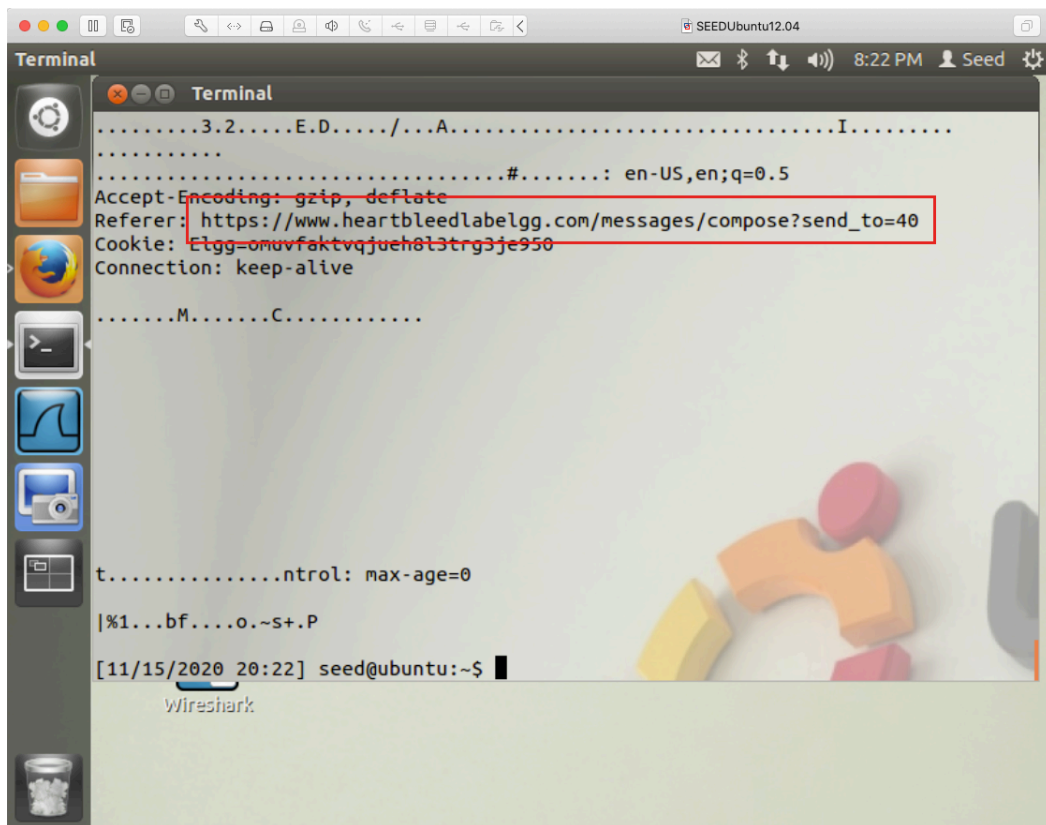 SEEDUbuntu12.04
Terminal
8:22 PM Seed
Terminal
.........3.2.....E.D...../...A.................................I.........
...........
...................................#.......: en-US,en;q=0.5
Accept-Encoding: gzip, deflate
Referer: https://www.heartbleedlabelgg.com/messages/compose?send_to=40
Cookie: Elgg=omuvfaktvqjueh8l3trg3je950
Connection: keep-alive
.......M.......C............
t...............ntrol: max-age=0
|%1...bf....o.~s+.P
[11/15/2020 20:22] seed@ubuntu:~$
Wireshark